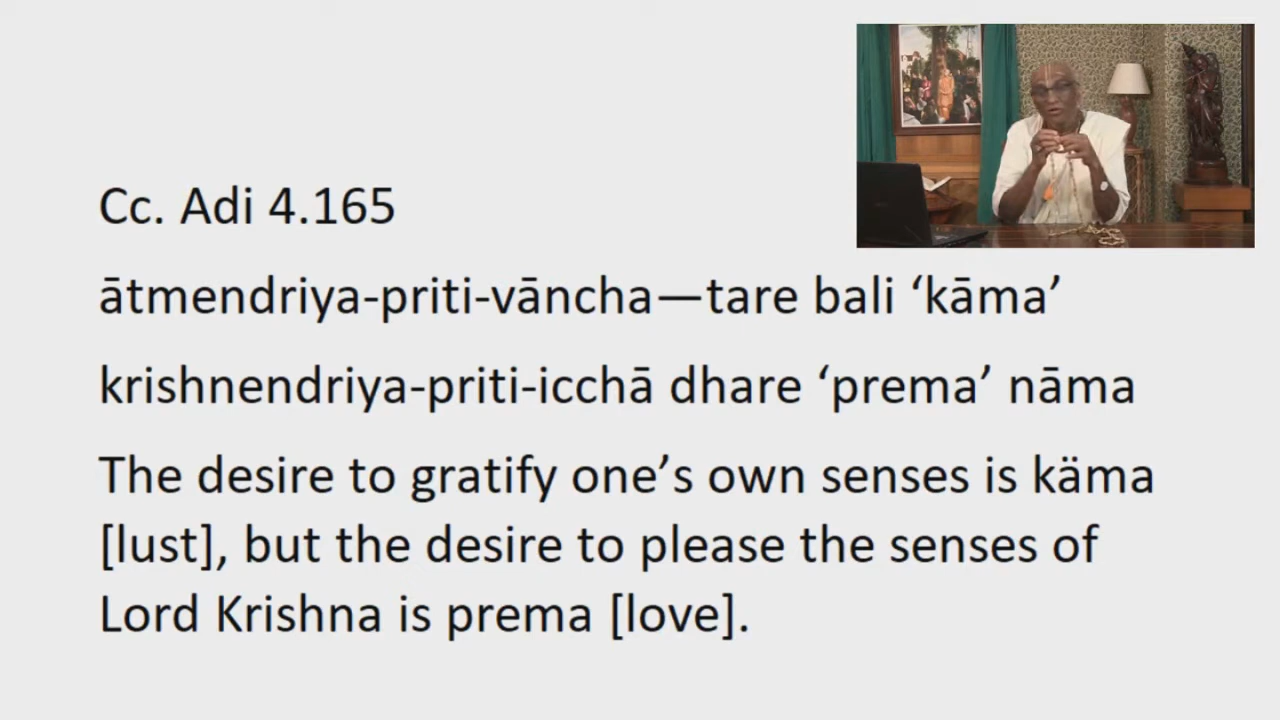 Cc. Adi 4.165
ātmendriya-priti-vāncha—tare bali ‘kāma’
krishnendriya-priti-icchā dhare ‘prema’ nāma
The desire to gratify one’s own senses is käma
[lust], but the desire to please the senses of
Lord Krishna is prema [love].